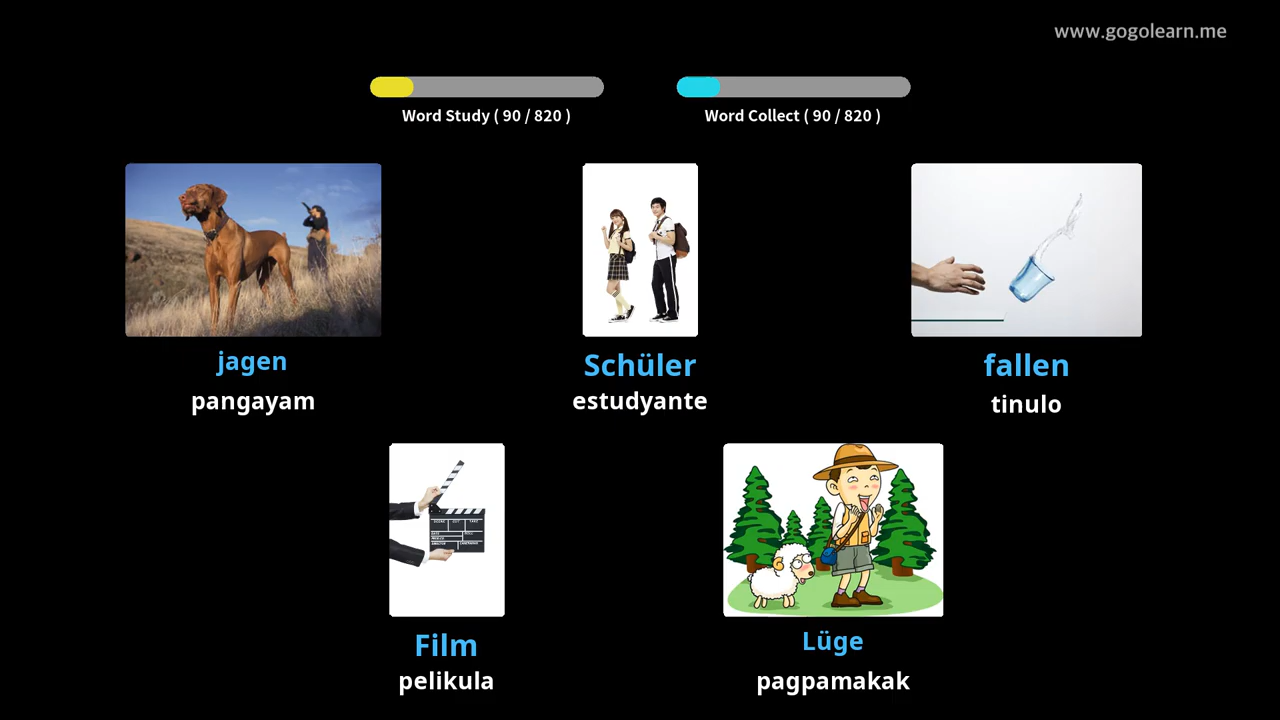 www.gogolearn.me
Word Study ( 90 / 820 )
Word Collect ( 90 / 820 )
jagen
pangayam
Schüler
estudyante
fallen
tinulo
Film
pelikula
Lüge
pagpamakak